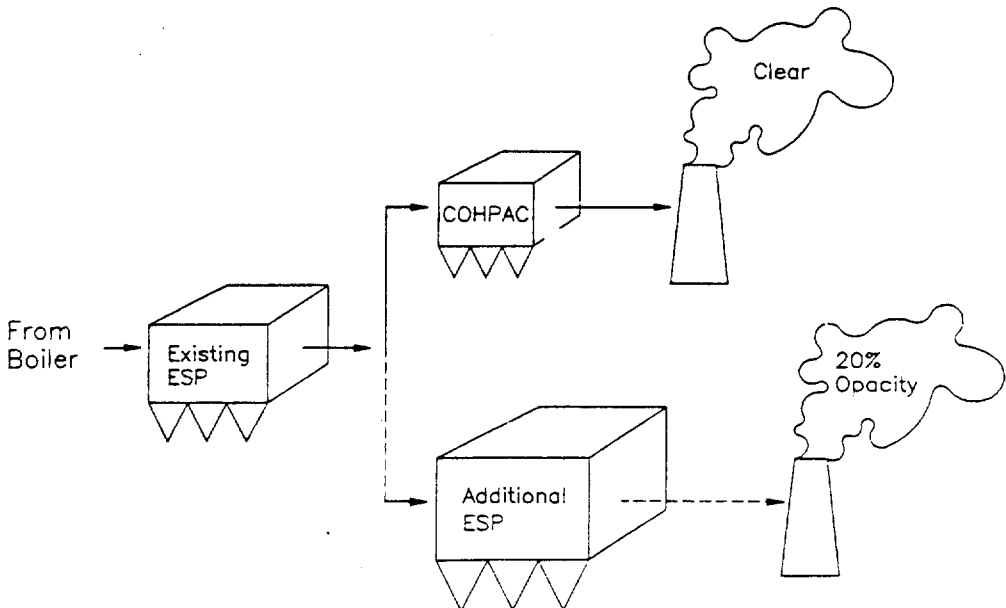 Clear
COHPAC
From
Boiler
Existing
ESP
20%
Opacity
Additional
ESP